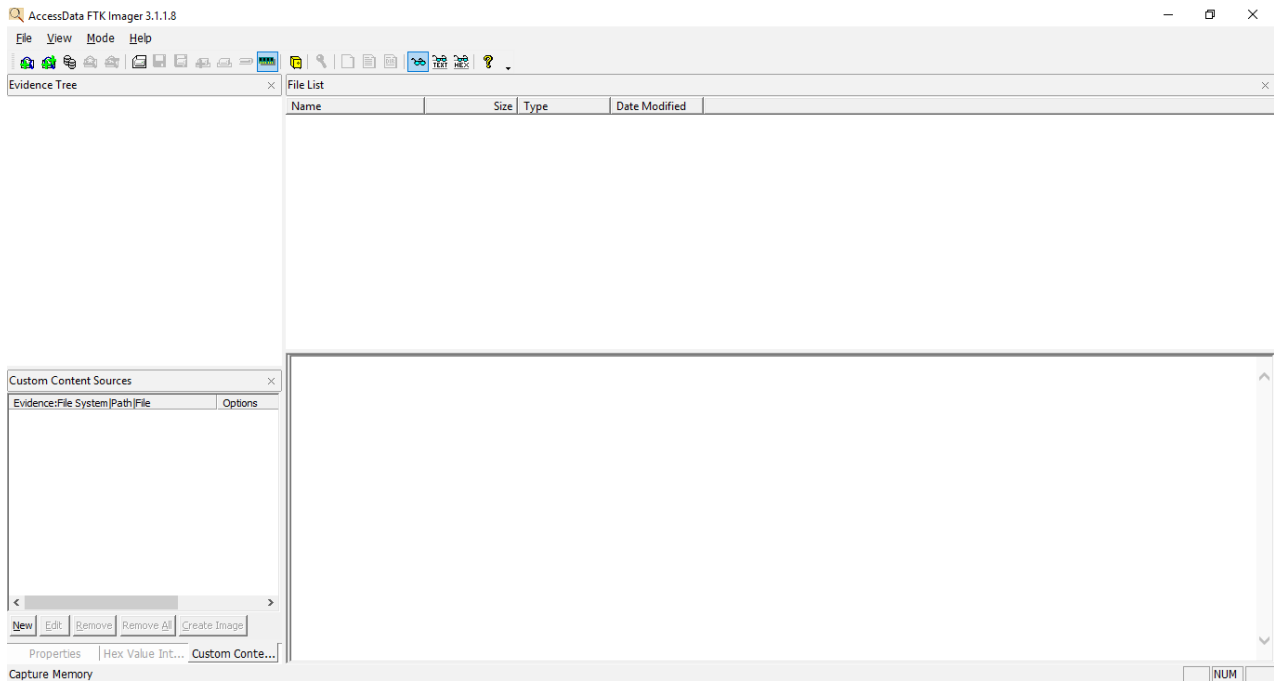 AccessData FTK Imager 3.1.1.8
File View Mode Help
TEXT HEX
Evidence Tree
File List
Name Size Type Date Modified
Custom Content Sources
Evidence:File System|Path|File Options
New Edit Remove Remove All Create Image
Properties Hex Value Int... Custom Conte...
Capture Memory NUM